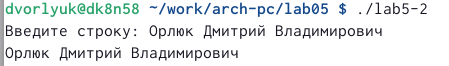 dvorlyuk@dk8n58 ~/work/arch-pc/lab05 $ ./lab5-2
Введите строку: Орлюк Дмитрий Владимирович
Орлюк Дмитрий Владимирович